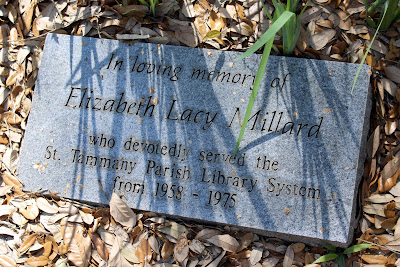 In loving memory of
Elizabeth Lacy Millard
who devotedly served the
St. Tammany Parish Library System
from 1958 - 1975